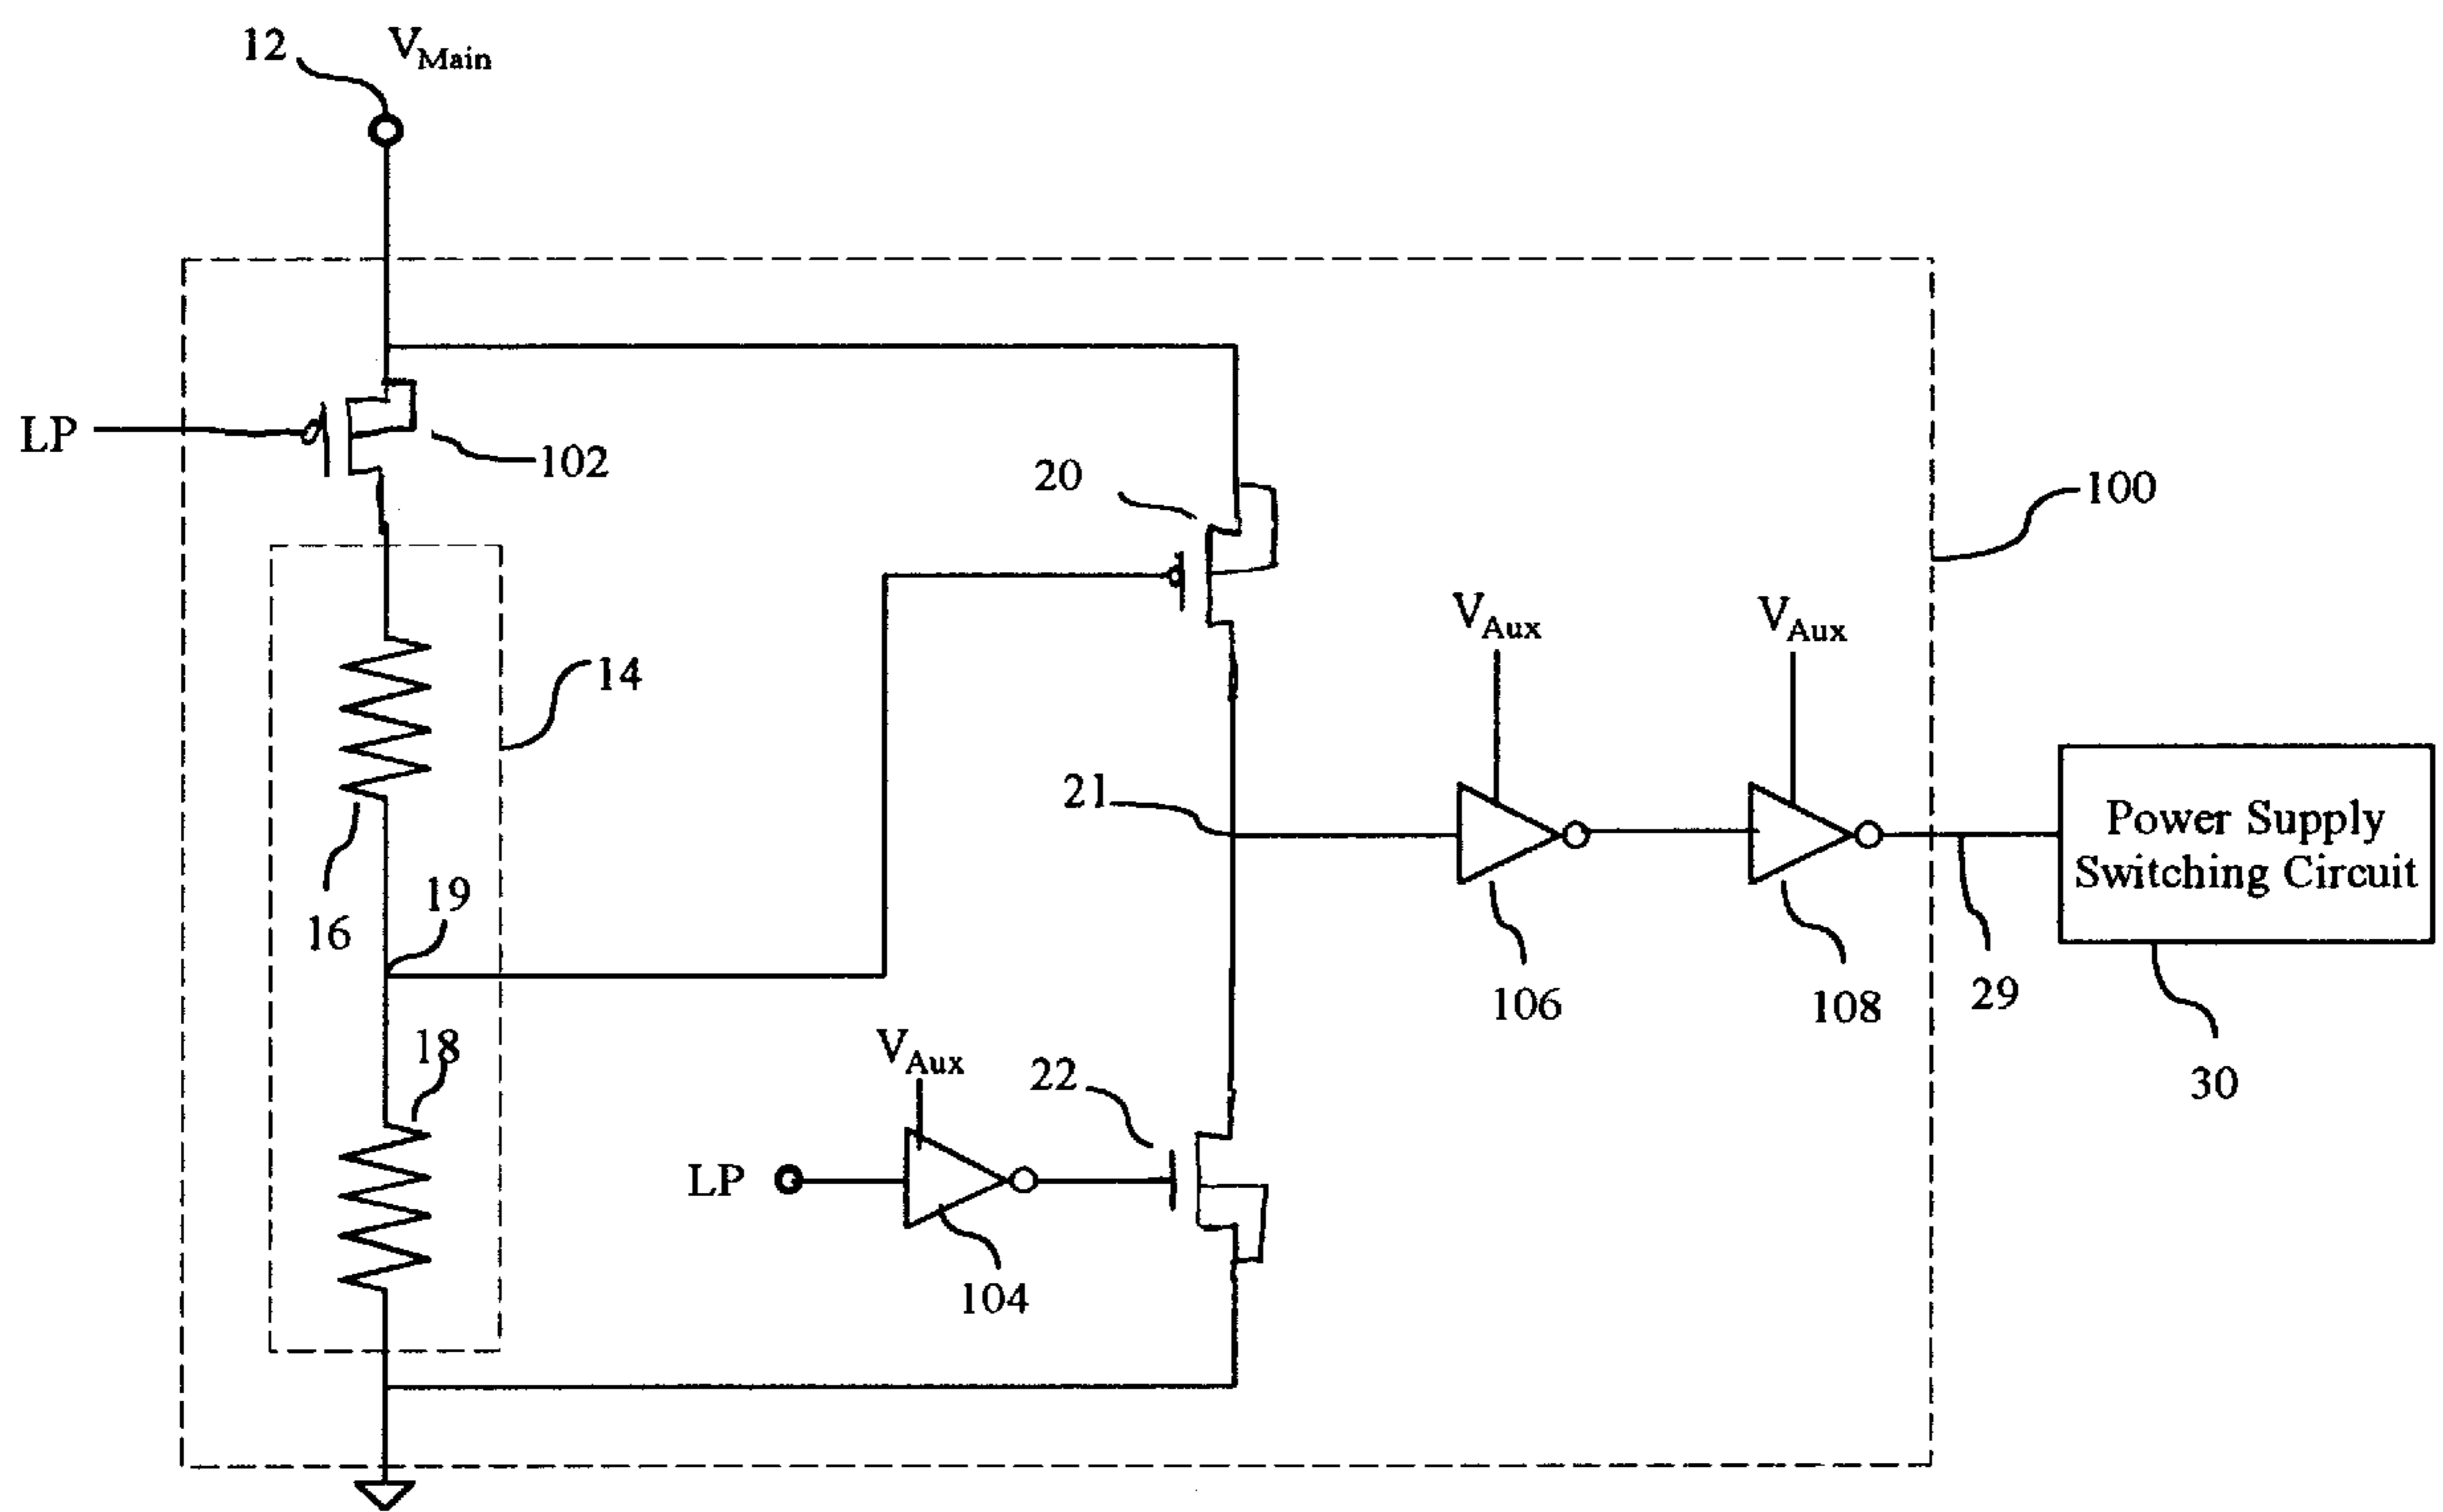 12
VMain
LP
102
20
100
14
VAux
VAux
21
Power Supply
Switching Circuit
16
19
106
108
29
18
VAux
22
30
LP
104